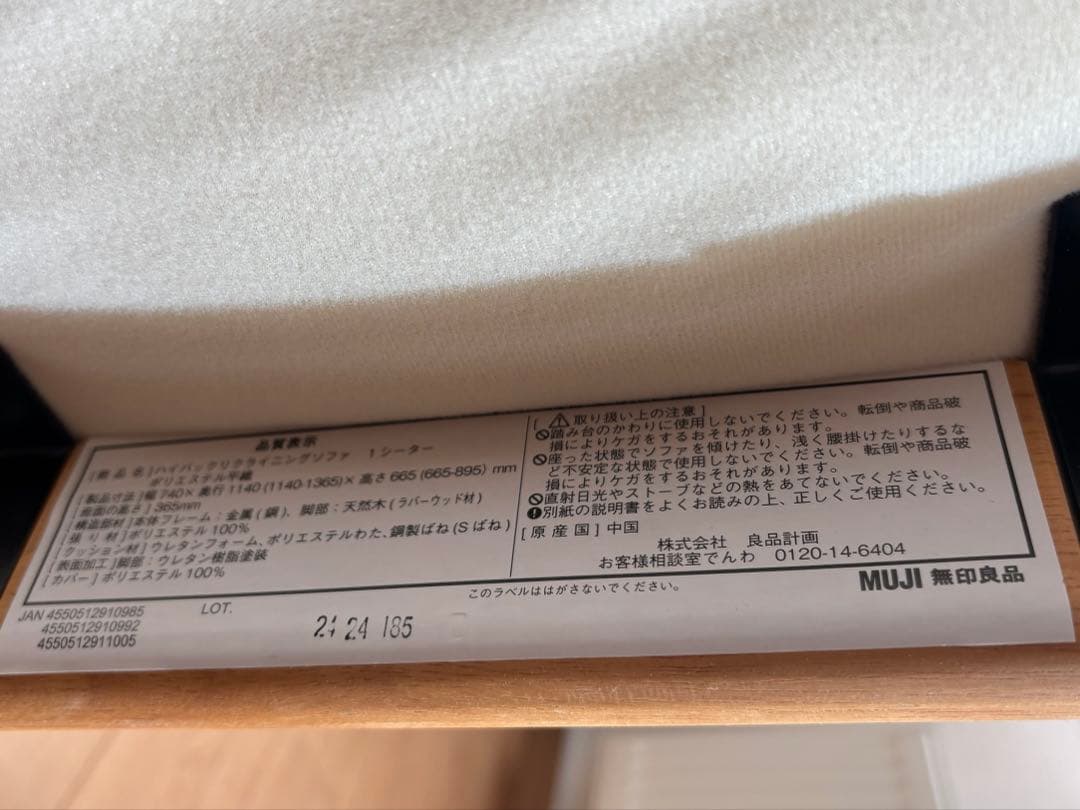 品質表示
[商品名]ハイバックリクライニングソファ 1シーター
ポリエステル平織
[製品寸法]幅740×奥行1140(1140-1365)×高さ665(665-895)mm
[座面の高さ]365mm
[構造部材]本体フレーム:金属(鋼)、脚部:天然木(ラバーウッド材)
[張り材]ポリエステル100%
[クッション材]ウレタンフォーム、ポリエステルわた、鋼製ばね(Sばね)
[表面加工]脚部:ウレタン樹脂塗装
[カバー]ポリエステル100%
[⚠取り扱い上の注意]
踏み台のかわりに使用しないでください。転倒や商品破
損によりケガをするおそれがあります。
座った状態でソファを傾けたり、浅く腰掛けたりするな
ど不安定な状態で使用しないでください。転倒や商品破
損によりケガをするおそれがあります。
直射日光やストーブなどの熱をあてないでください。
別紙の説明書をよくお読みの上、正しくご使用ください。
[原産国]中国
株式会社 良品計画
お客様相談室でんわ 0120-14-6404
このラベルははがさないでください。
MUJI 無印良品
JAN 4550512910985
4550512910992
4550512911005
LOT.
24 185